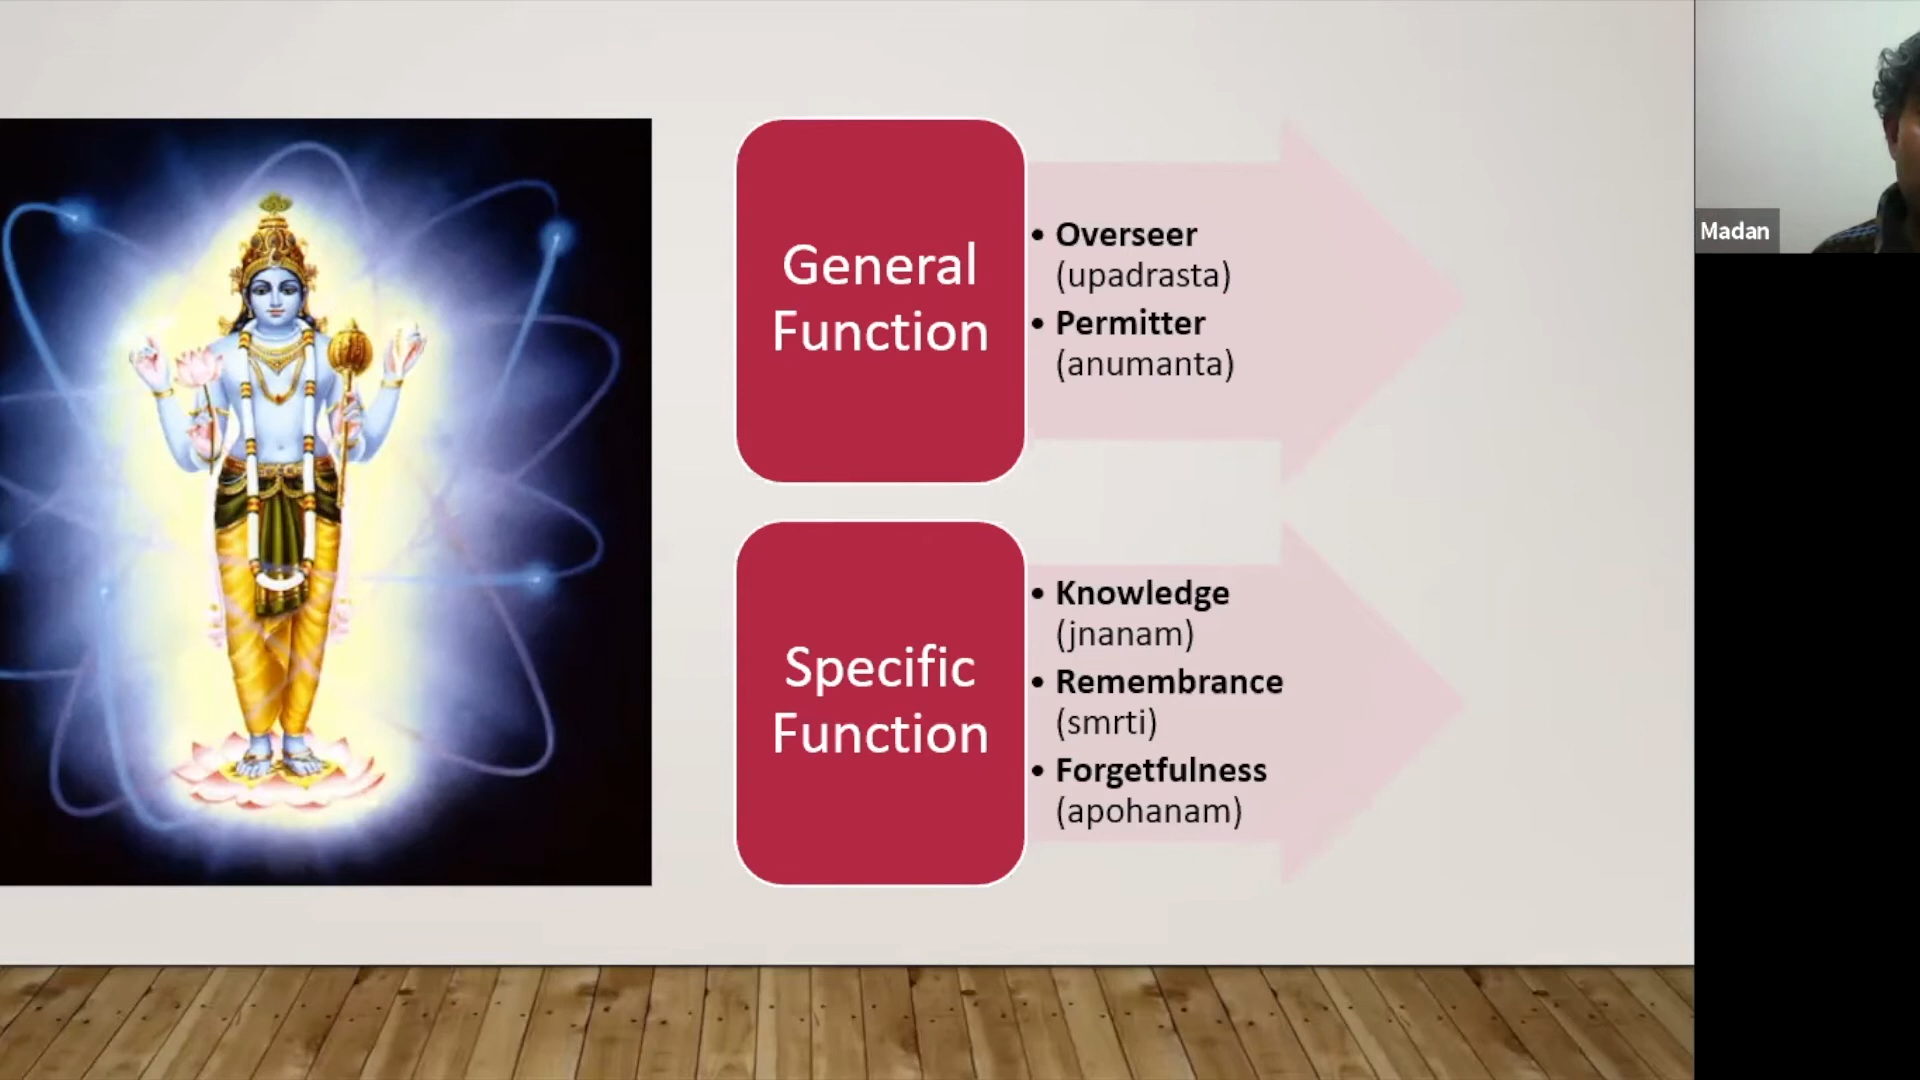 General
Function
• Overseer
(upadrasta)
• Permitter
(anumanta)
Specific
Function
• Knowledge
(jnanam)
• Remembrance
(smrti)
• Forgetfulness
(apohanam)
Madan